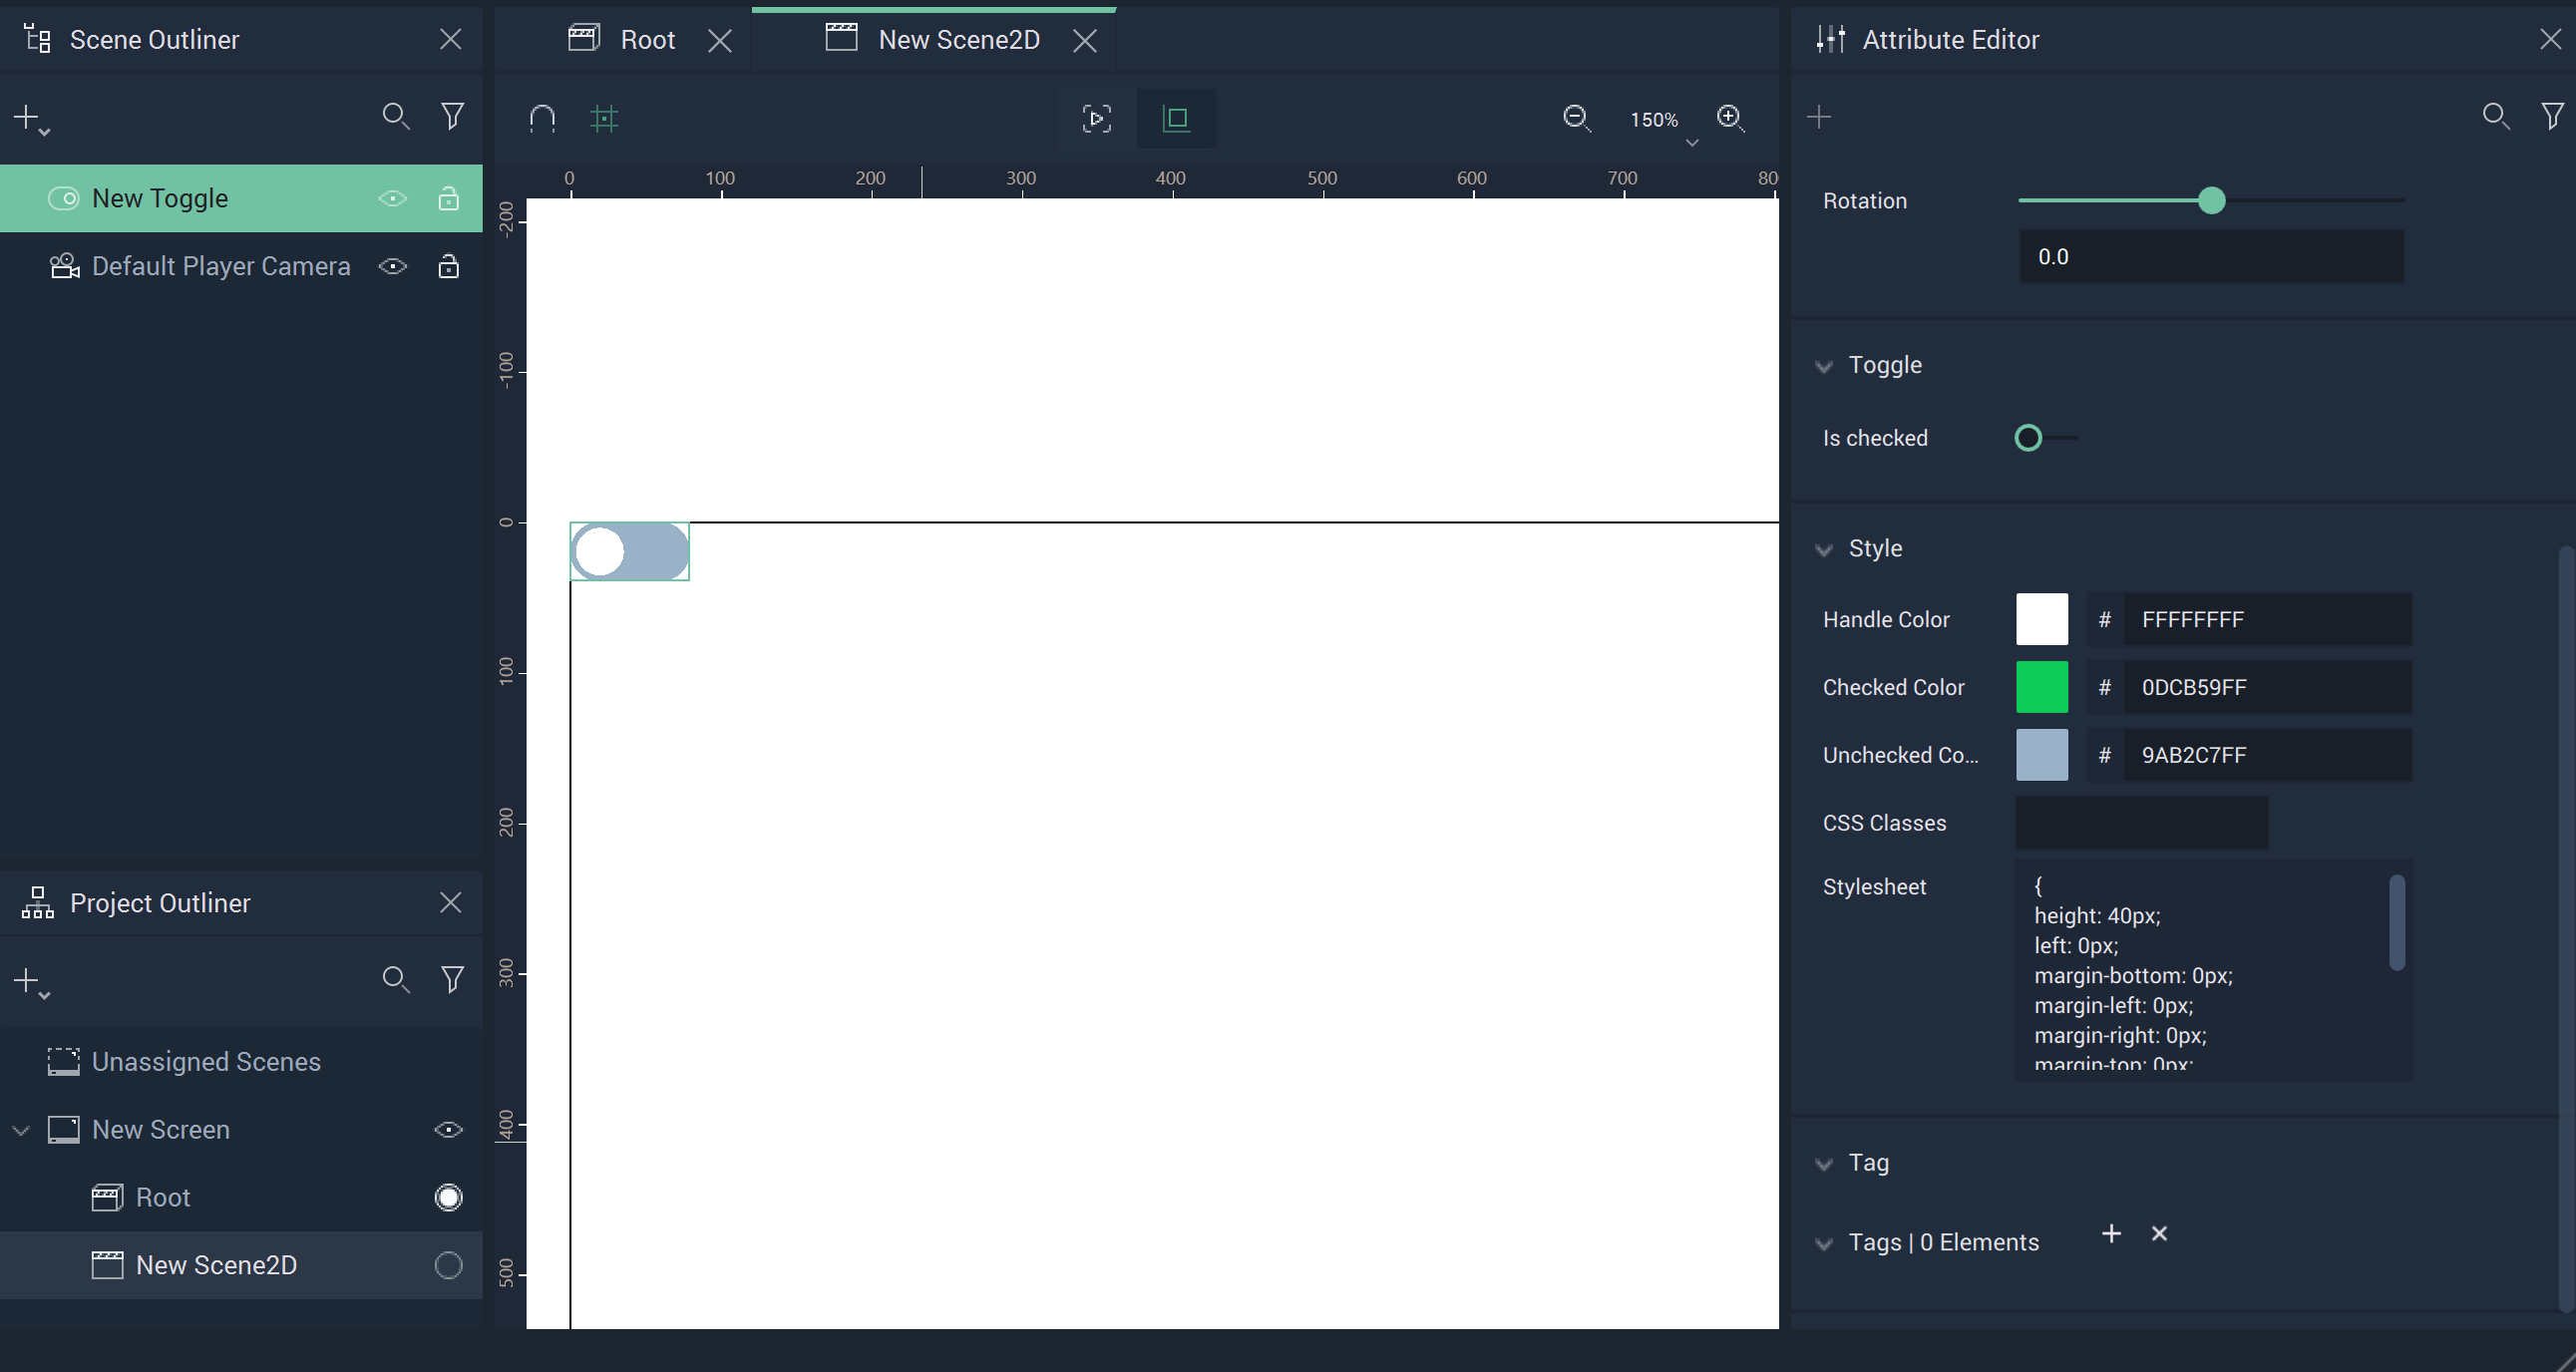 Scene Outliner
New Toggle
Default Player Camera
Project Outliner
Unassigned Scenes
New Screen
Root
New Scene2D
Root
New Scene2D
150%
0 100 200 300 400 500 600 700 80
-200
-100
0
100
200
300
400
500
Attribute Editor
Rotation
0.0
Toggle
Is checked
Style
Handle Color # FFFFFFFF
Checked Color # 0DCB59FF
Unchecked Co... # 9AB2C7FF
CSS Classes
Stylesheet
{
height: 40px;
left: 0px;
margin-bottom: 0px;
margin-left: 0px;
margin-right: 0px;
margin-top: 0px;
Tag
Tags | 0 Elements